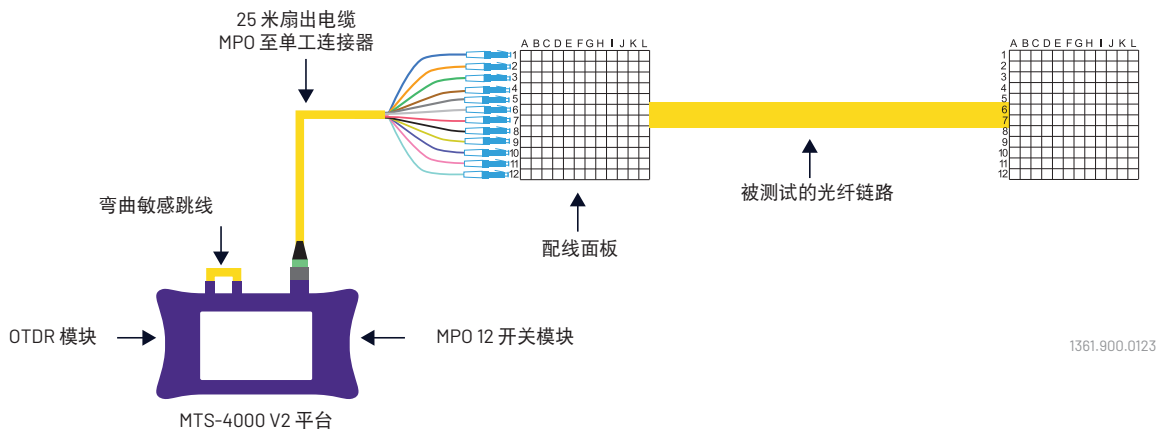 25 米扇出电缆
MPO 至单工连接器
A B C D E F G H I J K L
1
2
3
4
5
6
7
8
9
10
11
12
A B C D E F G H I J K L
1
2
3
4
5
6
7
8
9
10
11
12
被测试的光纤链路
弯曲敏感跳线
配线面板
OTDR 模块
MPO 12 开关模块
1361.900.0123
MTS-4000 V2 平台